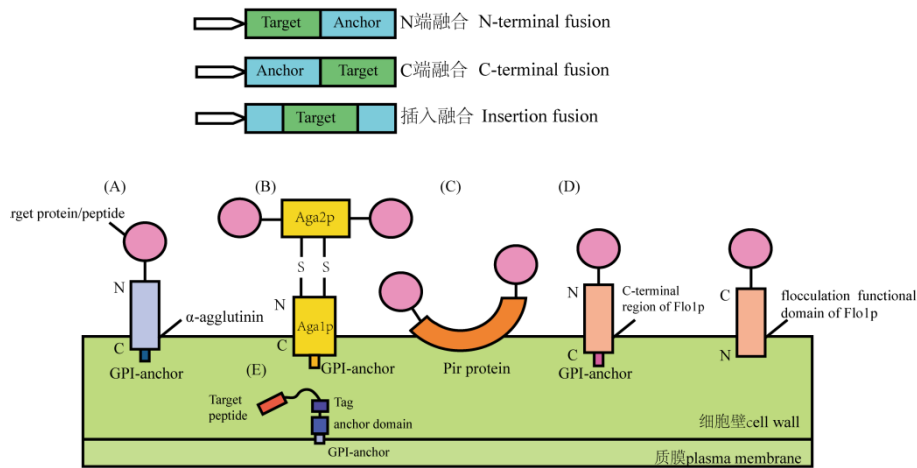 Target Anchor N端融合 N-terminal fusion
Anchor Target C端融合 C-terminal fusion
Target 插入融合 Insertion fusion
(A) (B) (C) (D)
rget protein/peptide
Aga2p
S S
N
α-agglutinin
C
GPI-anchor
N
Aga1p
C
GPI-anchor
Pir protein
N
C-terminal
region of Flo1p
C
GPI-anchor
C
flocculation functional
domain of Flo1p
N
(E)
Target
peptide
Tag
anchor domain
GPI-anchor
细胞壁cell wall
质膜plasma membrane